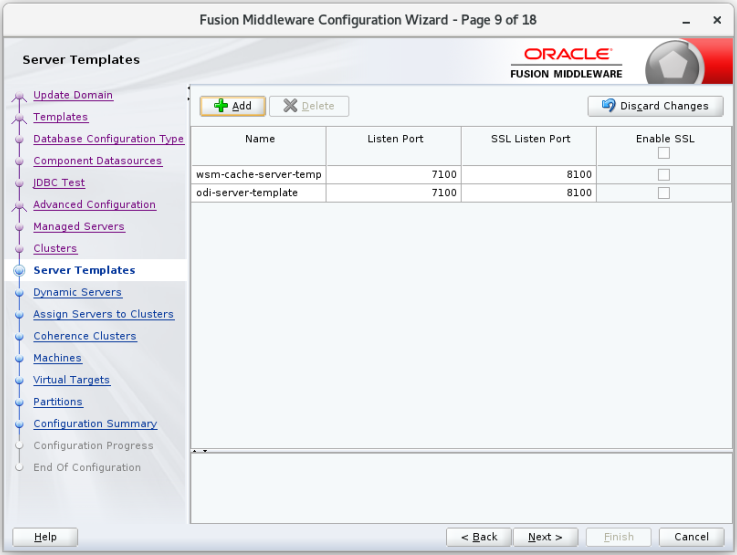 Fusion Middleware Configuration Wizard - Page 9 of 18
Server Templates
ORACLE
FUSION MIDDLEWARE
Update Domain
Templates
Database Configuration Type
Component Datasources
JDBC Test
Advanced Configuration
Managed Servers
Clusters
Server Templates
Dynamic Servers
Assign Servers to Clusters
Coherence Clusters
Machines
Virtual Targets
Partitions
Configuration Summary
Configuration Progress
End Of Configuration
Add Delete Discard Changes
Name Listen Port SSL Listen Port Enable SSL
wsm-cache-server-temp 7100 8100
odi-server-template 7100 8100
Help < Back Next > Finish Cancel